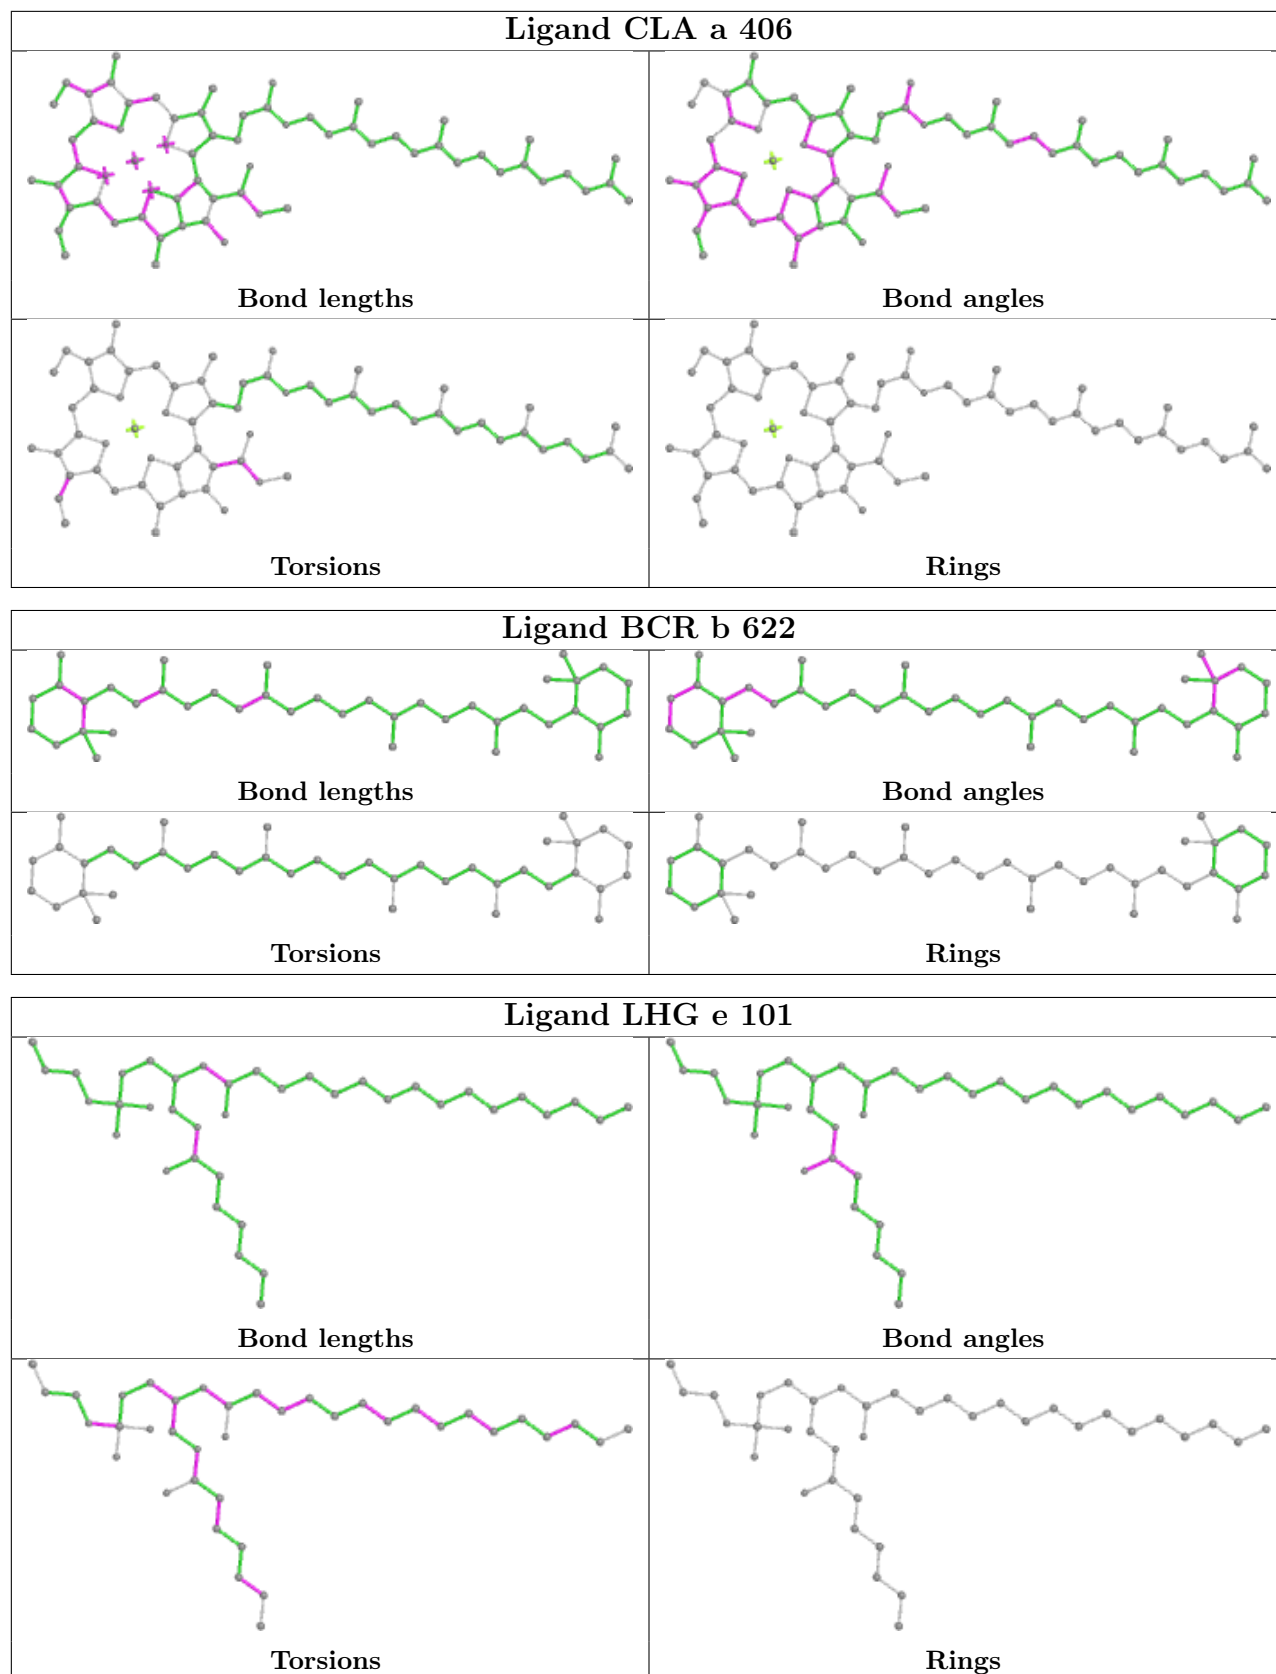 Ligand CLA a 406
Bond lengths
Bond angles
Torsions
Rings
Ligand BCR b 622
Bond lengths
Bond angles
Torsions
Rings
Ligand LHG e 101
Bond lengths
Bond angles
Torsions
Rings